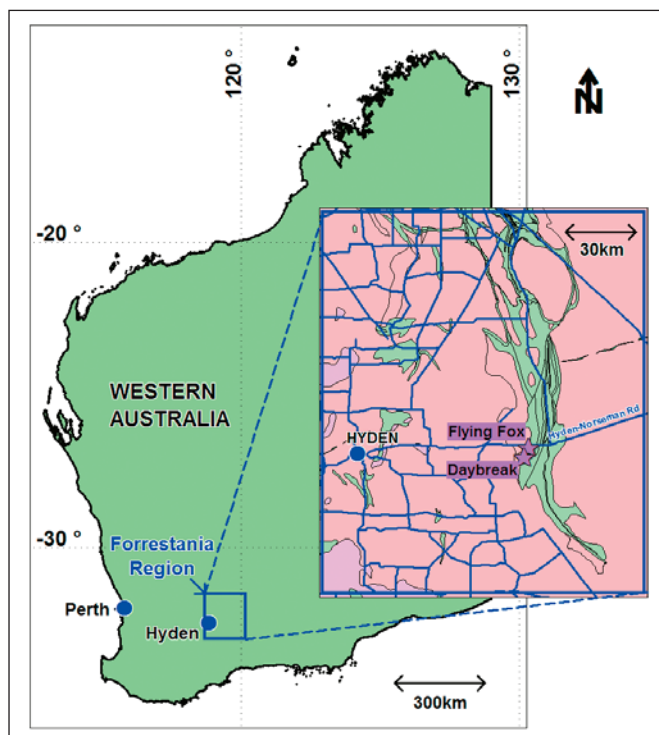 120 °
130 °
N
-20 °
30km
WESTERN
AUSTRALIA
Flying Fox
Hyden-Norseman Rd
HYDEN
Daybreak
-30 °
Forrestania
Region
Perth
Hyden
300km